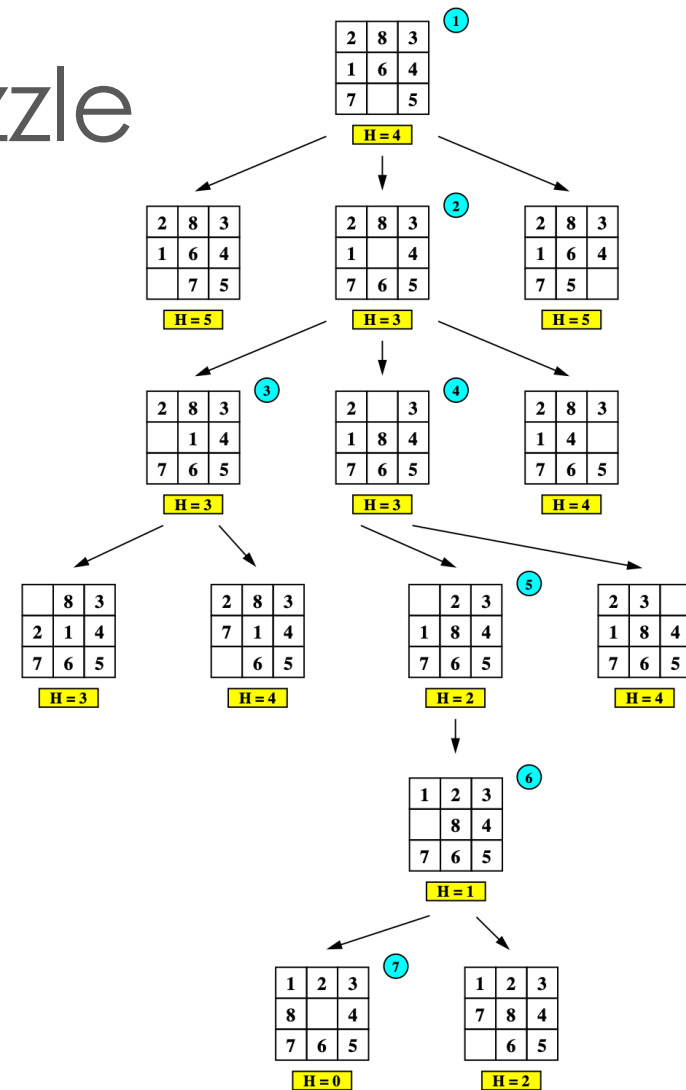 zzle
1
2 8 3
1 6 4
7 5
H = 4
2
2 8 3
1 6 4
7 5
H = 5
2 8 3
1 4
7 6 5
H = 3
2 8 3
1 6 4
7 5
H = 5
3
4
2 8 3
1 4
7 6 5
H = 3
2 3
1 8 4
7 6 5
H = 3
2 8 3
1 4
7 6 5
H = 4
5
8 3
2 1 4
7 6 5
H = 3
2 8 3
7 1 4
6 5
H = 4
2 3
1 8 4
7 6 5
H = 2
2 3
1 8 4
7 6 5
H = 4
6
1 2 3
8 4
7 6 5
H = 1
7
1 2 3
8 4
7 6 5
H = 0
1 2 3
7 8 4
6 5
H = 2